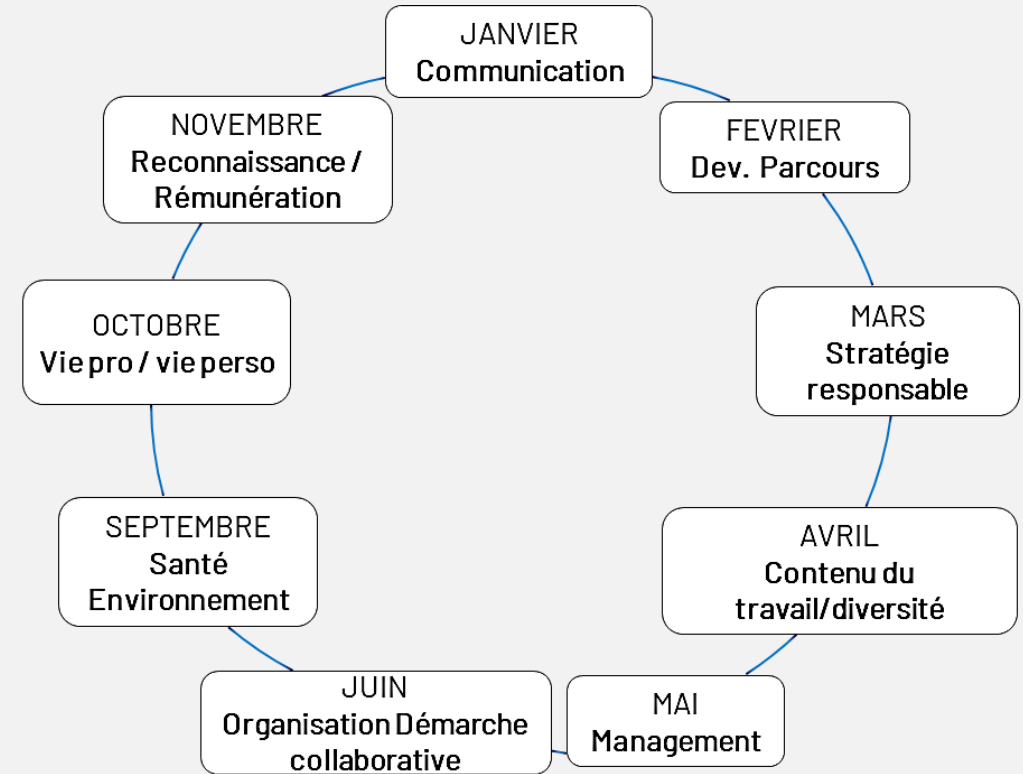 JANVIER
Communication
FEVRIER
Dev. Parcours
MARS
Stratégie
responsable
AVRIL
Contenu du
travail/diversité
MAI
Management
JUIN
Organisation Démarche
collaborative
SEPTEMBRE
Santé
Environnement
OCTOBRE
Vie pro / vie perso
NOVEMBRE
Reconnaissance /
Rémunération